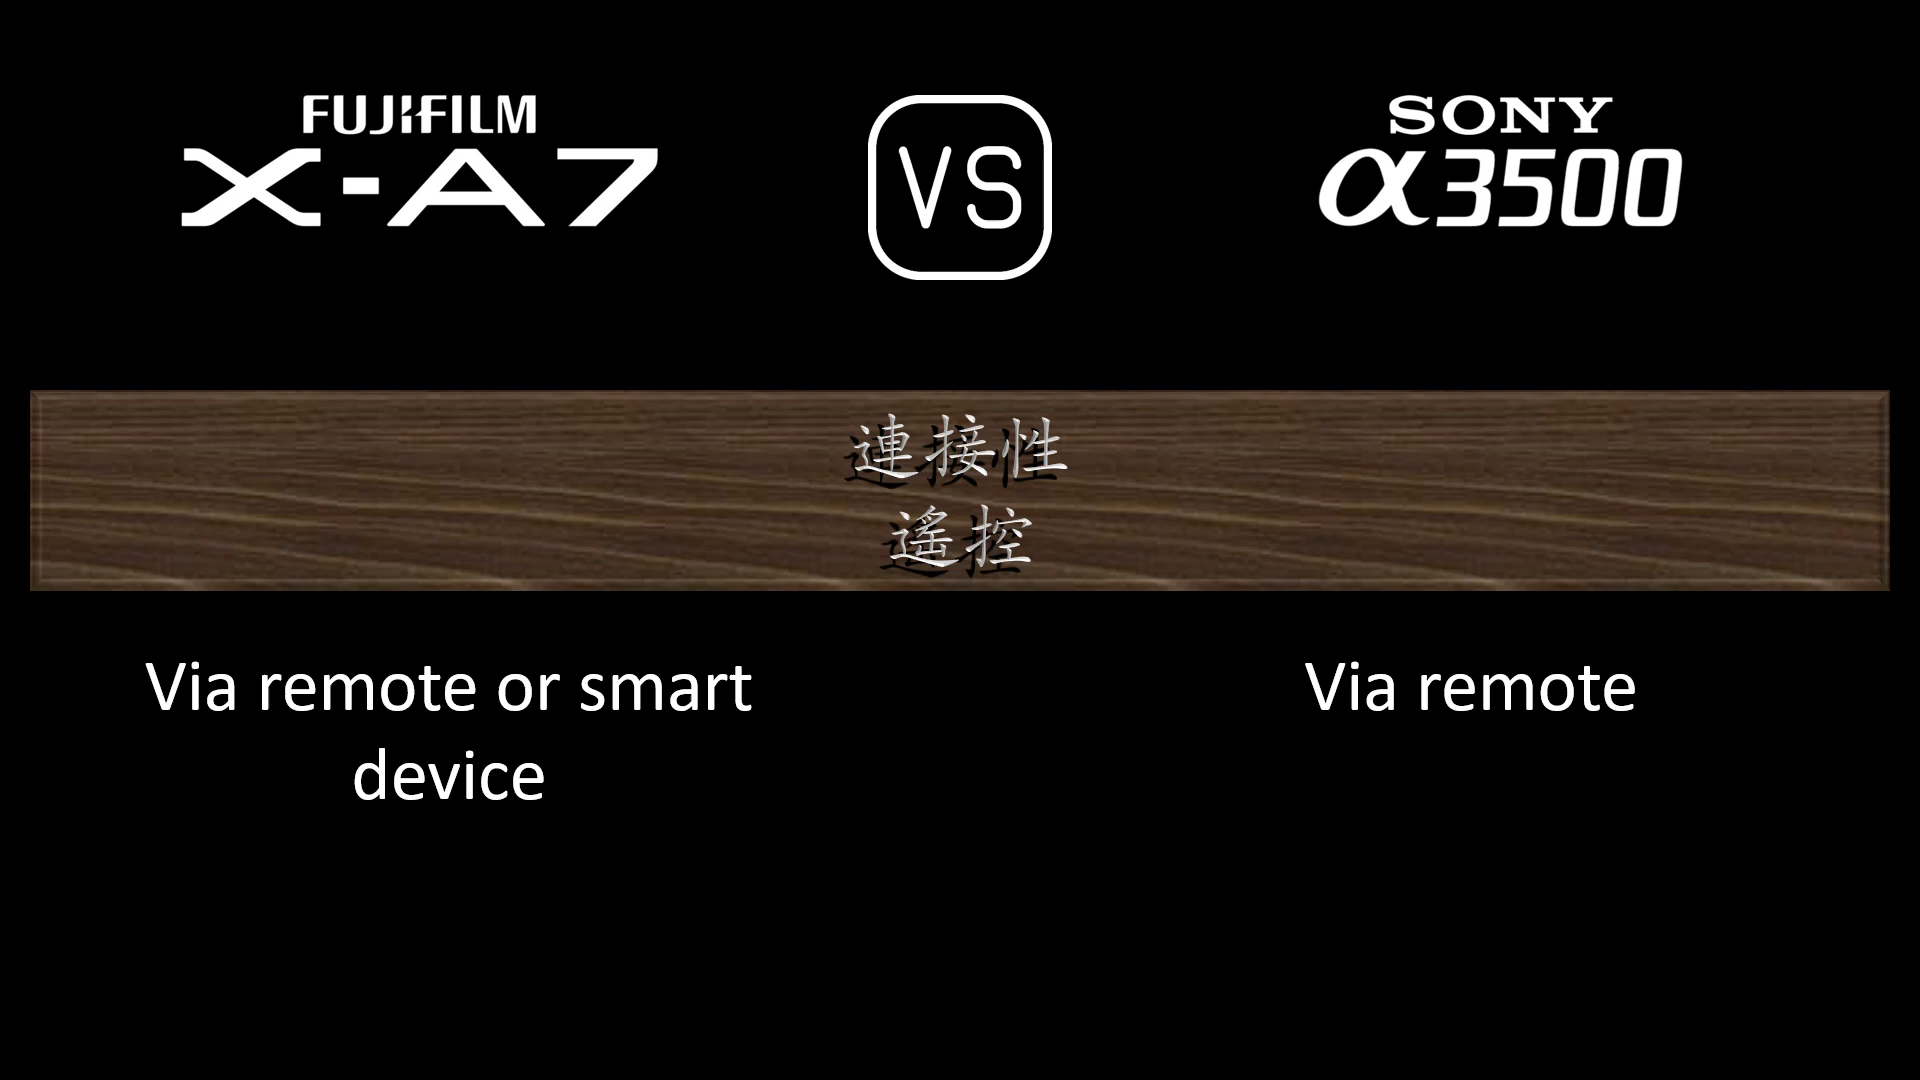 FUJIFILM
X-A7
VS
SONY
α3500
連接性
遙控
Via remote or smart
device
Via remote